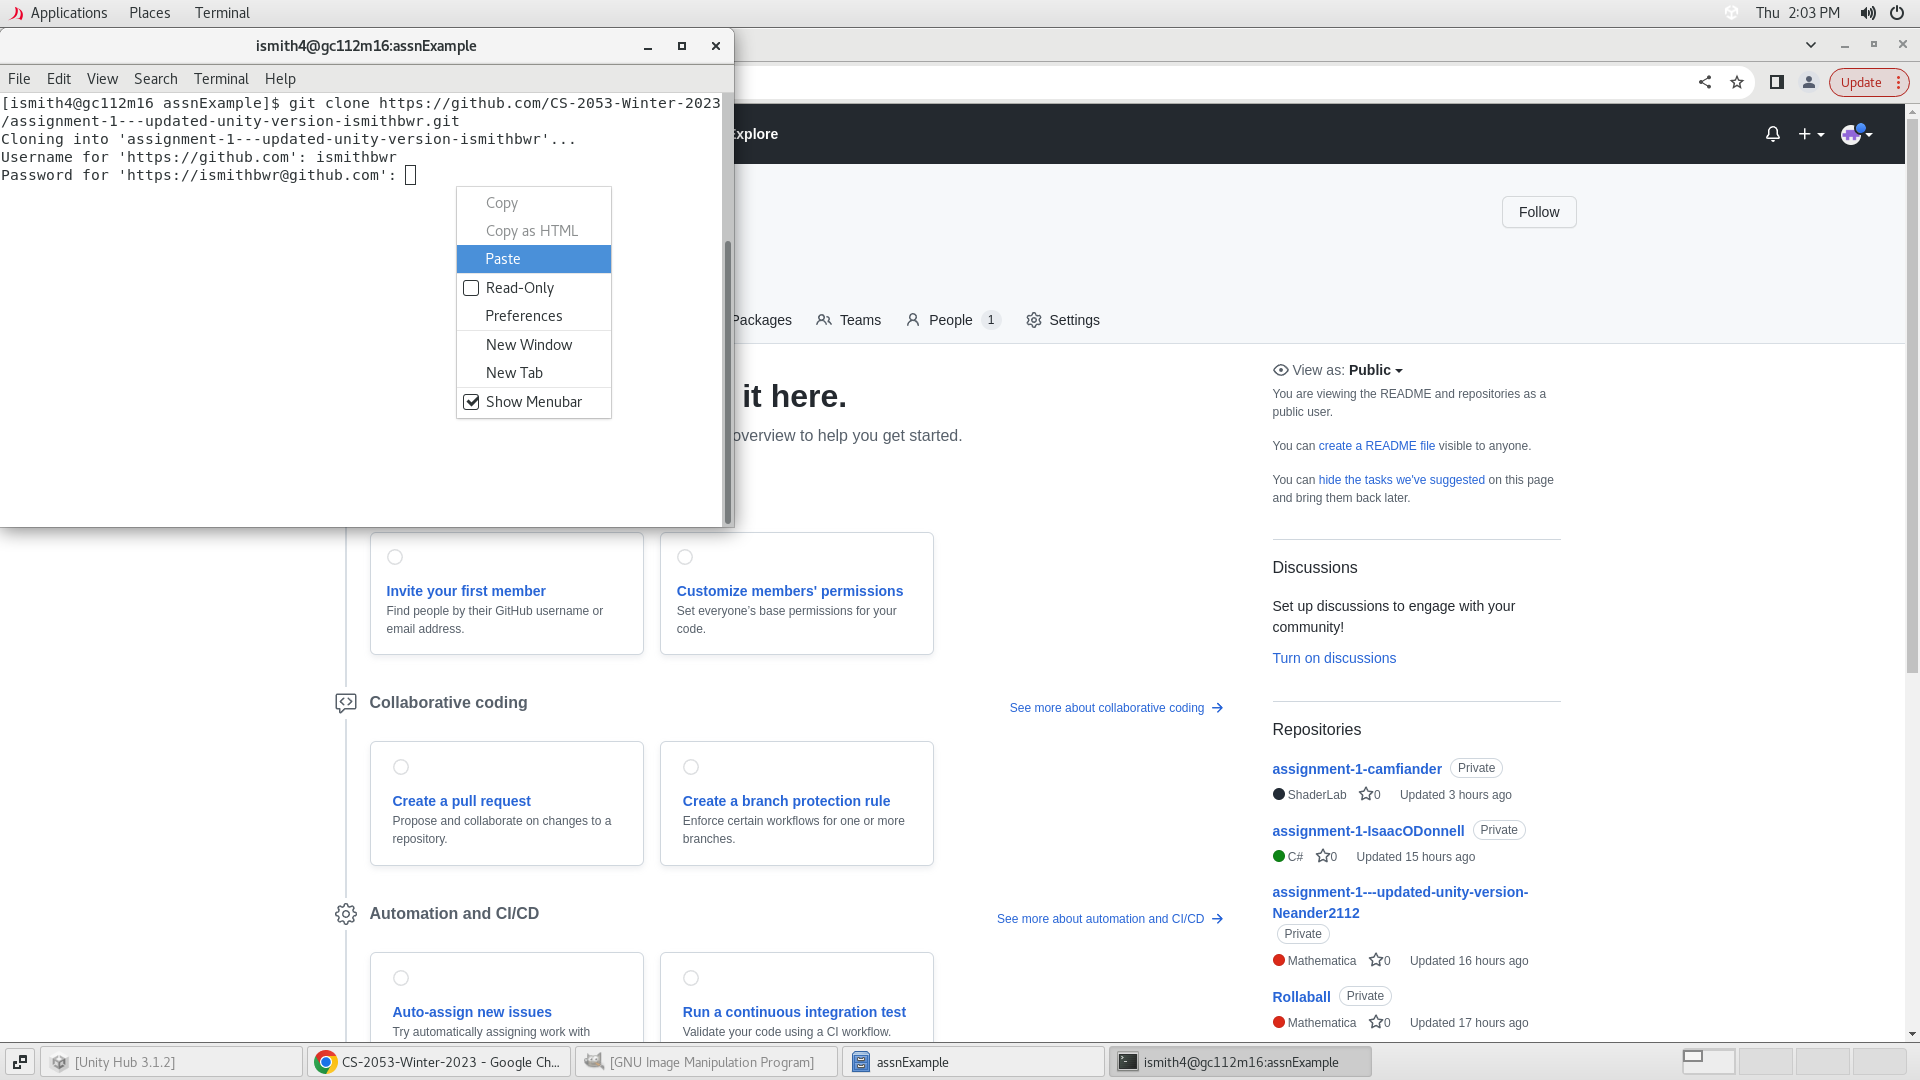 Applications Places Terminal
Thu 2:03 PM
ismith4@gc112m16:assnExample
File Edit View Search Terminal Help
Update
[ismith4@gc112m16 assnExample]$ git clone https://github.com/CS-2053-Winter-2023
/assignment-1---updated-unity-version-ismithbwr.git
Cloning into 'assignment-1---updated-unity-version-ismithbwr'...
Username for 'https://github.com': ismithbwr
Password for 'https://ismithbwr@github.com':
Copy
Copy as HTML
Paste
Read-Only
Preferences
New Window
New Tab
Show Menubar
Explore
Follow
Packages Teams People 1 Settings
it here.
overview to help you get started.
Invite your first member
Find people by their GitHub username or
email address.
Customize members' permissions
Set everyone's base permissions for your
code.
Collaborative coding
See more about collaborative coding
Create a pull request
Propose and collaborate on changes to a
repository.
Create a branch protection rule
Enforce certain workflows for one or more
branches.
Automation and CI/CD
See more about automation and CI/CD
Auto-assign new issues
Try automatically assigning work with
Run a continuous integration test
Validate your code using a CI workflow.
View as: Public
You are viewing the README and repositories as a
public user.
You can create a README file visible to anyone.
You can hide the tasks we've suggested on this page
and bring them back later.
Discussions
Set up discussions to engage with your
community!
Turn on discussions
Repositories
assignment-1-camfiander Private
ShaderLab 0 Updated 3 hours ago
assignment-1-IsaacODonnell Private
C# 0 Updated 15 hours ago
assignment-1---updated-unity-version-
Neander2112
Private
Mathematica 0 Updated 16 hours ago
Rollaball Private
Mathematica 0 Updated 17 hours ago
[Unity Hub 3.1.2]
CS-2053-Winter-2023 - Google Ch...
[GNU Image Manipulation Program]
assnExample
ismith4@gc112m16:assnExample